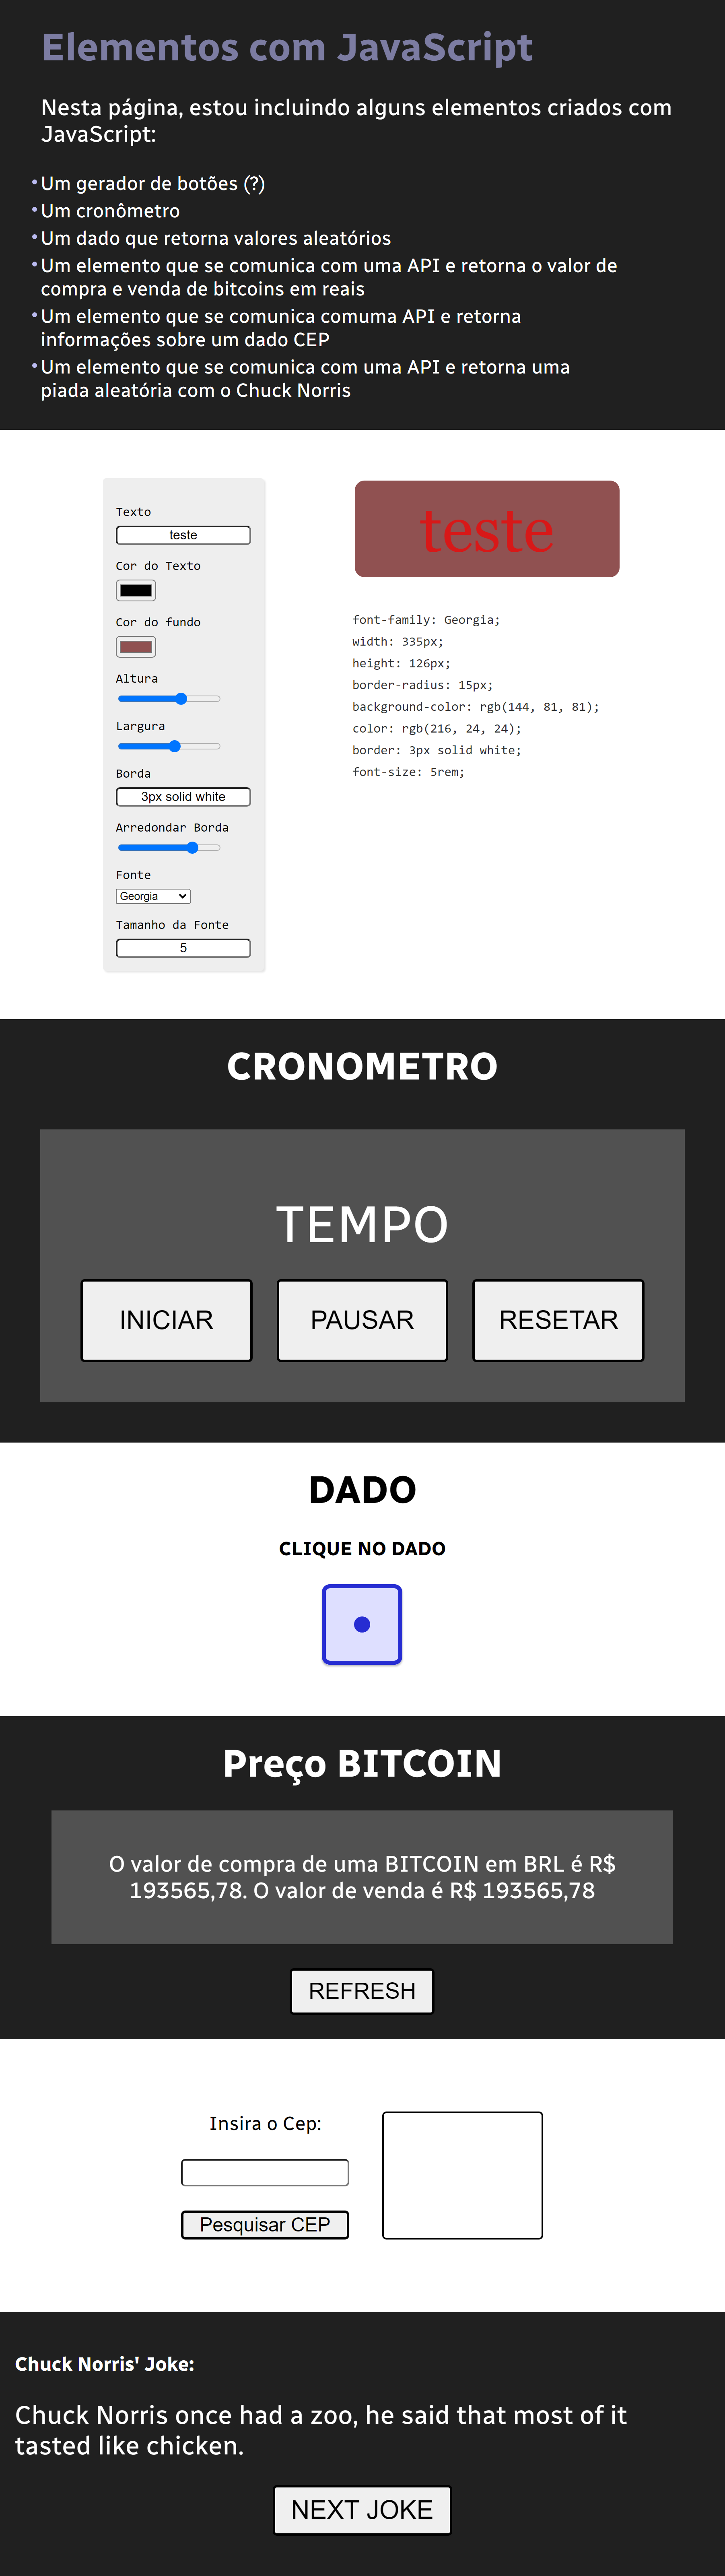 Elementos com JavaScript
Nesta página, estou incluindo alguns elementos criados com
JavaScript:
• Um gerador de botões (?)
• Um cronômetro
• Um dado que retorna valores aleatórios
• Um elemento que se comunica com uma API e retorna o valor de
compra e venda de bitcoins em reais
• Um elemento que se comunica comuma API e retorna
informações sobre um dado CEP
• Um elemento que se comunica com uma API e retorna uma
piada aleatória com o Chuck Norris
Texto
teste
Cor do Texto
Cor do fundo
Altura
Largura
Borda
3px solid white
Arredondar Borda
Fonte
Georgia
Tamanho da Fonte
5
teste
font-family: Georgia;
width: 335px;
height: 126px;
border-radius: 15px;
background-color: rgb(144, 81, 81);
color: rgb(216, 24, 24);
border: 3px solid white;
font-size: 5rem;
CRONOMETRO
TEMPO
INICIAR
PAUSAR
RESETAR
DADO
CLIQUE NO DADO
Preço BITCOIN
O valor de compra de uma BITCOIN em BRL é R$
193565,78. O valor de venda é R$ 193565,78
REFRESH
Insira o Cep:
Pesquisar CEP
Chuck Norris' Joke:
Chuck Norris once had a zoo, he said that most of it
tasted like chicken.
NEXT JOKE